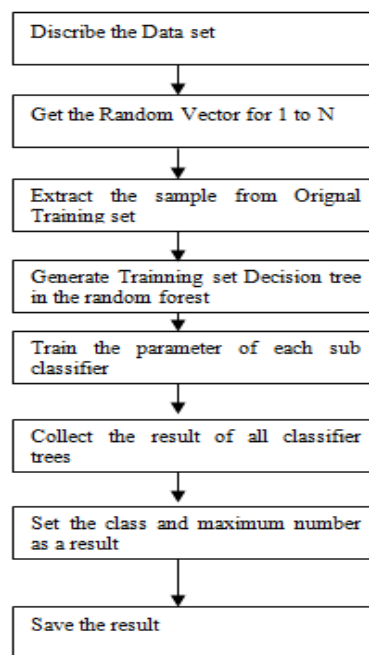 Discribe the Data set
Get the Random Vector for 1 to N
Extract the sample from Orignal
Training set
Generate Trainning set Decision tree
in the random forest
Train the parameter of each sub
classifier
Collect the result of all classifier
trees
Set the class and maximum number
as a result
Save the result